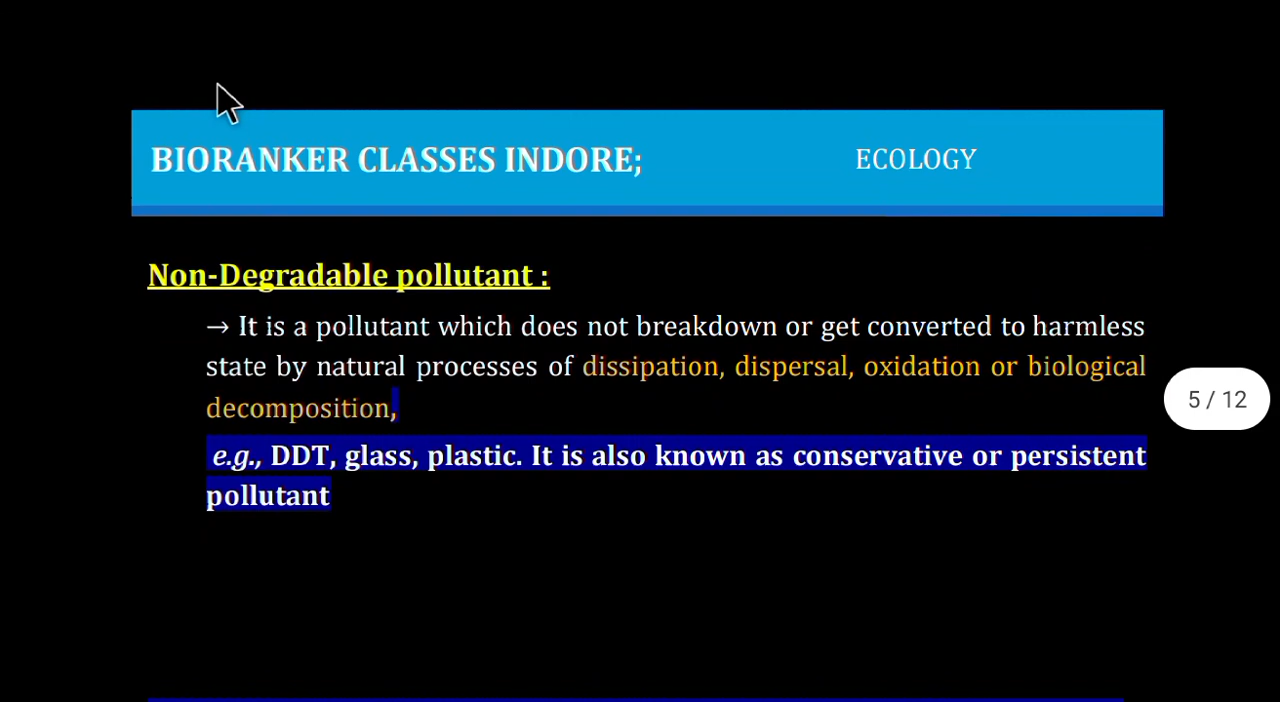 BIORANKER CLASSES INDORE; ECOLOGY
Non-Degradable pollutant :
→ It is a pollutant which does not breakdown or get converted to harmless
state by natural processes of dissipation, dispersal, oxidation or biological
decomposition,
e.g., DDT, glass, plastic. It is also known as conservative or persistent
pollutant
5 / 12